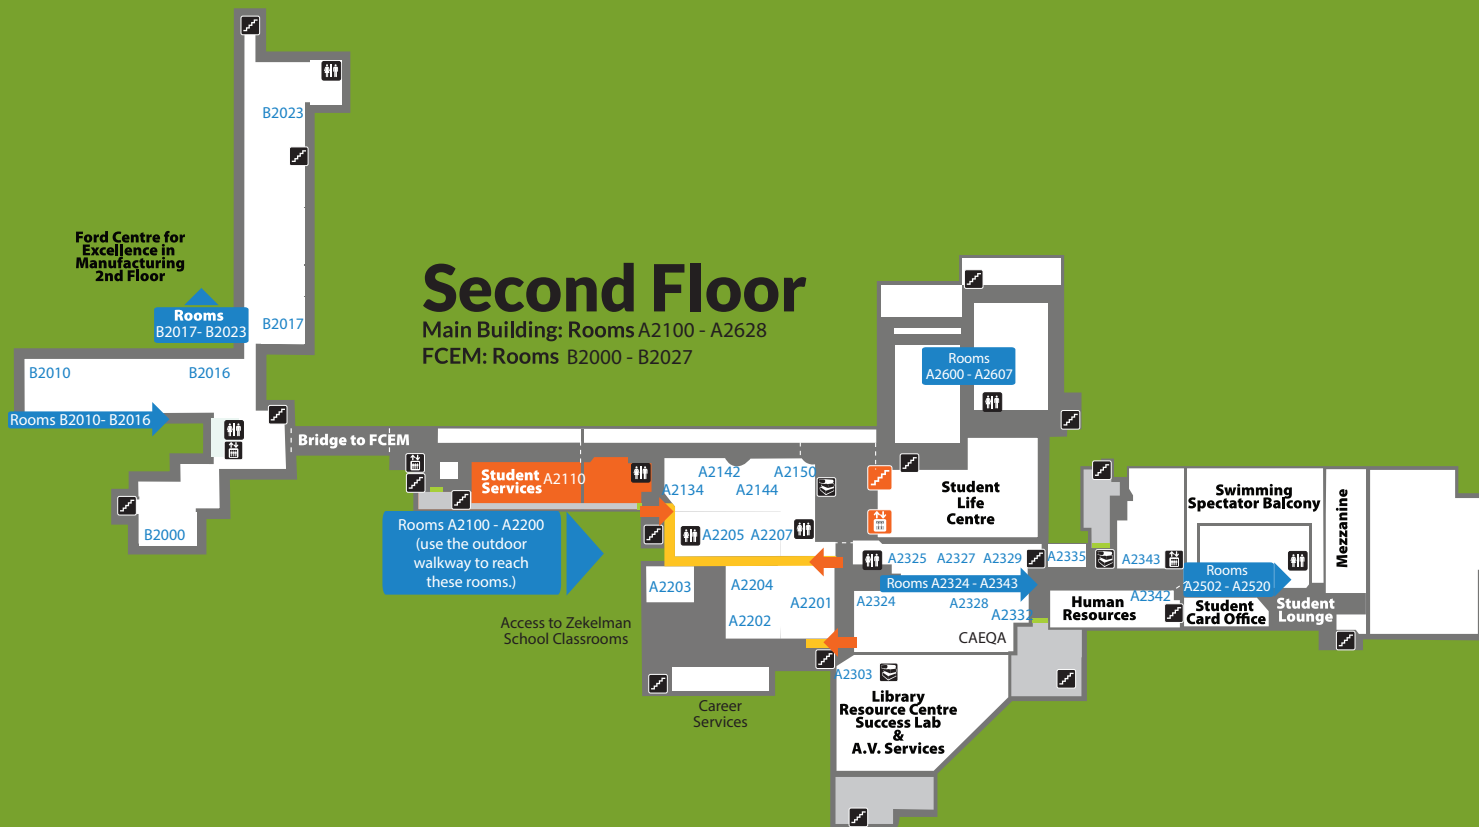 B2023
Ford Centre for
Excellence in
Manufacturing
2nd Floor
Rooms
B2017- B2023
B2017
B2010
B2016
Rooms B2010- B2016
B2000
Second Floor
Main Building: Rooms A2100 - A2628
FCEM: Rooms B2000 - B2027
Bridge to FCEM
Student
Services
A2110
Rooms A2100 - A2200
(use the outdoor
walkway to reach
these rooms.)
A2142
A2150
A2134
A2144
A2205
A2207
A2203
A2204
A2201
A2202
Access to Zekelman
School Classrooms
Career
Services
Rooms
A2600 - A2607
Student
Life
Centre
A2325
A2327
A2329
A2335
Rooms A2324 - A2343
A2324
A2328
A2332
CAEQA
A2303
Library
Resource Centre
Success Lab
&
A.V. Services
Human
Resources
A2343
A2342
Swimming
Spectator Balcony
Mezzanine
Rooms
A2502 - A2520
Student
Card Office
Student
Lounge